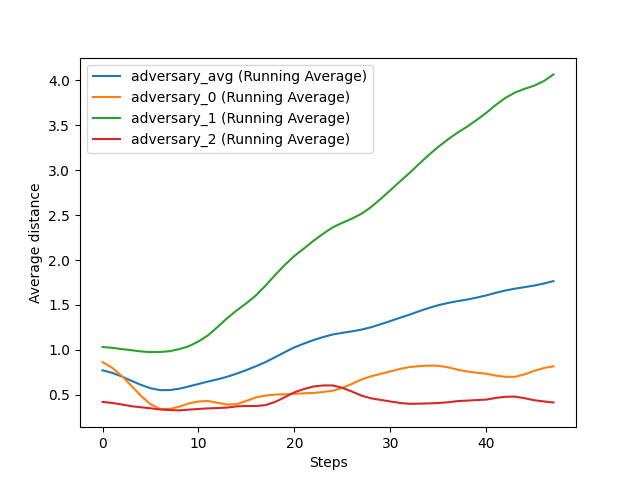 adversary_avg (Running Average)
adversary_0 (Running Average)
adversary_1 (Running Average)
adversary_2 (Running Average)
4.0
3.5
3.0
2.5
2.0
1.5
1.0
0.5
Average distance
0
10
20
30
40
Steps